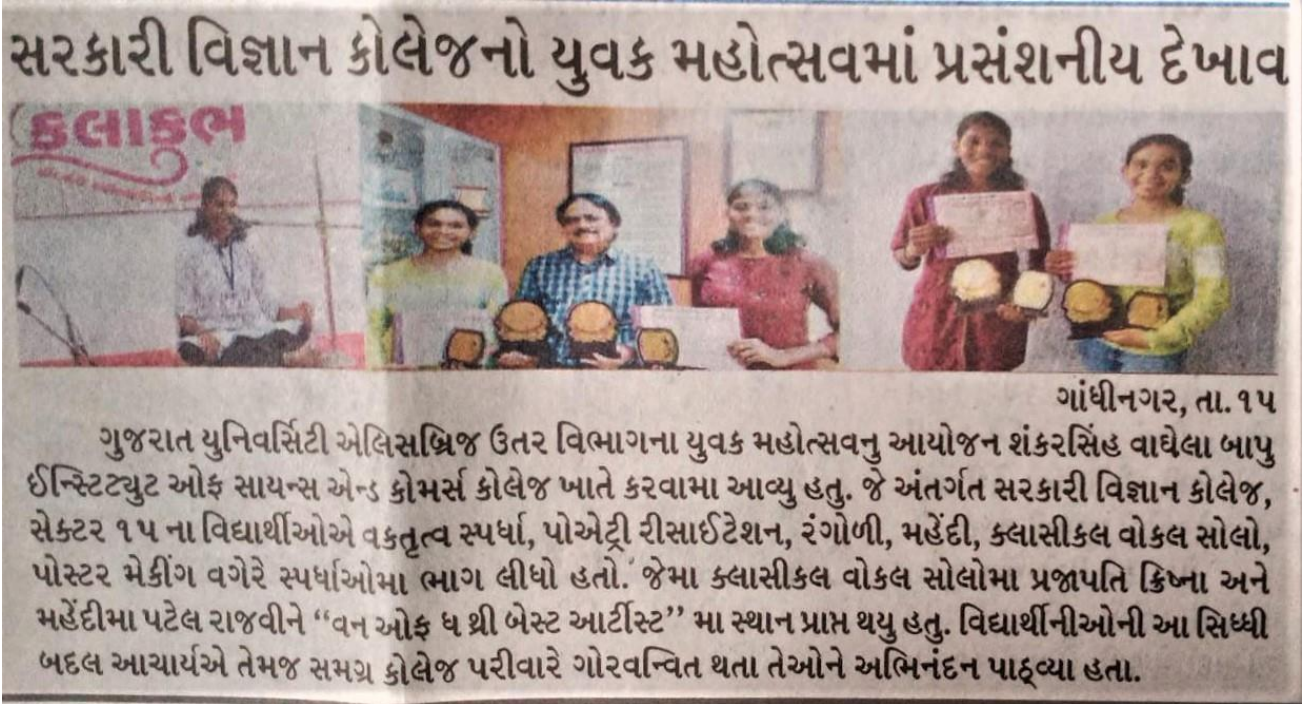 સરકારી વિજ્ઞાન કોલેજનો યુવક મહોત્સવમાં પ્રસંશનીય દેખાવ
કલાકુંભ
ગાંધીનગર, તા. ૧૫
ગુજરાત યુનિવર્સિટી એલિસબ્રિજ ઉતર વિભાગના યુવક મહોત્સવનુ આયોજન શંકરસિંહ વાઘેલા બાપુ
ઈન્સ્ટિટ્યુટ ઓફ સાયન્સ એન્ડ કોમર્સ કોલેજ ખાતે કરવામા આવ્યુ હતુ. જે અંતર્ગત સરકારી વિજ્ઞાન કોલેજ,
સેક્ટર ૧૫ ના વિદ્યાર્થીઓએ વકતૃત્વ સ્પર્ધા, પોએટ્રી રીસાઈટેશન, રંગોળી, મહેંદી, ક્લાસીકલ વોકલ સોલો,
પોસ્ટર મેકીંગ વગેરે સ્પર્ધાઓમા ભાગ લીધો હતો. જેમા ક્લાસીકલ વોકલ સોલોમા પ્રજાપતિ ક્રિષ્ના અને
મહેંદીમા પટેલ રાજવીને “વન ઓફ ધ થ્રી બેસ્ટ આર્ટીસ્ટ” મા સ્થાન પ્રાપ્ત થયુ હતુ. વિદ્યાર્થીનીઓની આ સિધ્ધી
બદલ આચાર્યએ તેમજ સમગ્ર કોલેજ પરીવારે ગોરવન્વિત થતા તેઓને અભિનંદન પાઠ્વ્યા હતા.